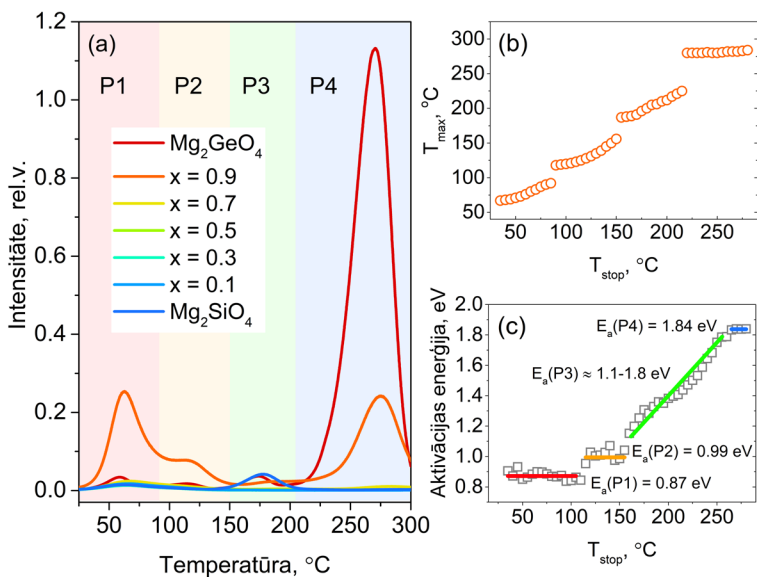 (a)
P1 P2 P3 P4
Mg₂GeO₄
x = 0.9
x = 0.7
x = 0.5
x = 0.3
x = 0.1
Mg₂SiO₄
Intensitāte, rel.v.
1.2
1.0
0.8
0.6
0.4
0.2
0.0
50 100 150 200 250 300
Temperatūra, °C
(b)
Tmax, °C
300
250
200
150
100
50
50 100 150 200 250
Tstop, °C
(c)
Aktivācijas enerģija, eV
2.0
1.8
1.6
1.4
1.2
1.0
0.8
Ea(P4) = 1.84 eV
Ea(P3) ≈ 1.1-1.8 eV
Ea(P2) = 0.99 eV
Ea(P1) = 0.87 eV
50 100 150 200 250
Tstop, °C